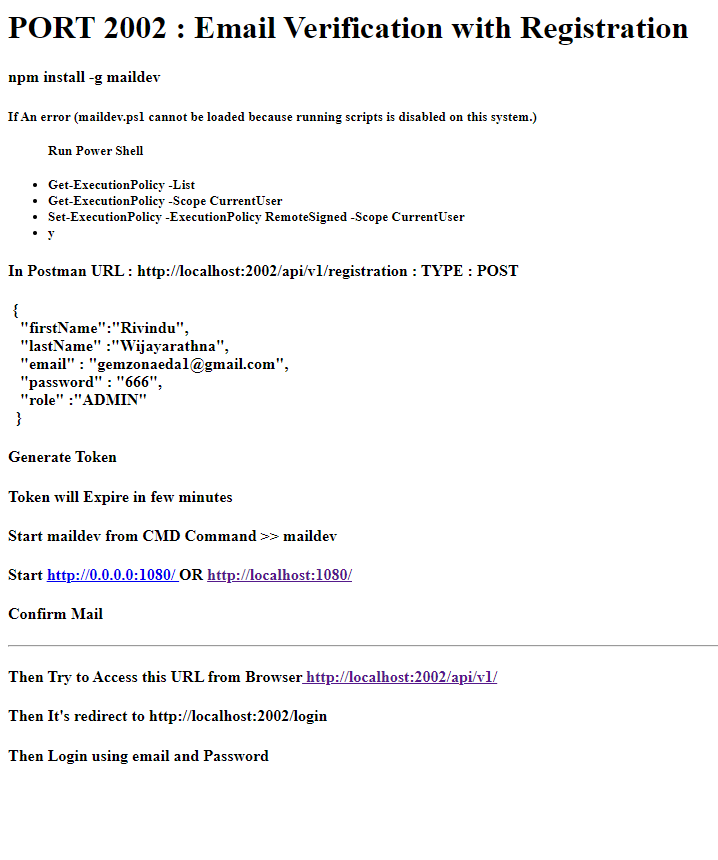 PORT 2002 : Email Verification with Registration
npm install -g maildev
If An error (maildev.ps1 cannot be loaded because running scripts is disabled on this system.)
Run Power Shell
• Get-ExecutionPolicy -List
• Get-ExecutionPolicy -Scope CurrentUser
• Set-ExecutionPolicy -ExecutionPolicy RemoteSigned -Scope CurrentUser
• y
In Postman URL : http://localhost:2002/api/v1/registration : TYPE : POST
{
"firstName":"Rivindu",
"lastName" :"Wijayarathna",
"email" : "gemzonaeda1@gmail.com",
"password" : "666",
"role" :"ADMIN"
}
Generate Token
Token will Expire in few minutes
Start maildev from CMD Command >> maildev
Start http://0.0.0.0:1080/ OR http://localhost:1080/
Confirm Mail
Then Try to Access this URL from Browser http://localhost:2002/api/v1/
Then It's redirect to http://localhost:2002/login
Then Login using email and Password